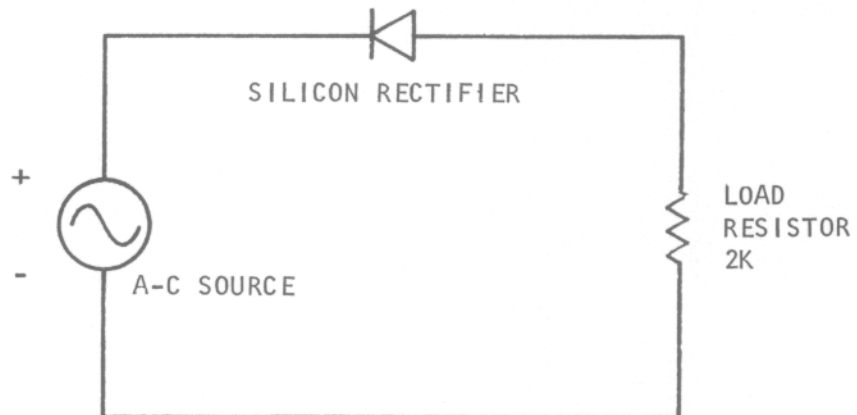 SILICON RECTIFIER
+
-
A-C SOURCE
LOAD
RESISTOR
2K